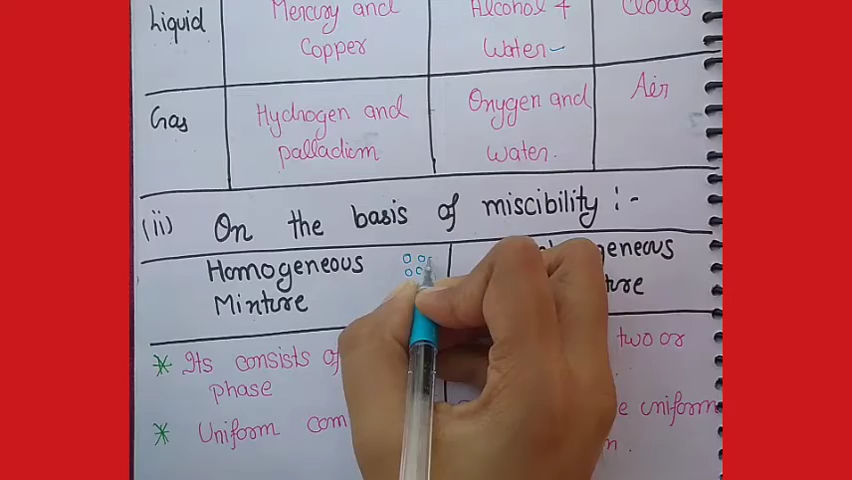 Liquid
Mercury and
Copper
Alcohol +
Water
Clouds
Gas
Hydrogen and
palladium
Oxygen and
Water.
Air
(ii) On the basis of miscibility :-
Homogeneous
Mixture
geneous
* Its consists of
phase
two or
* Uniform com
uniform